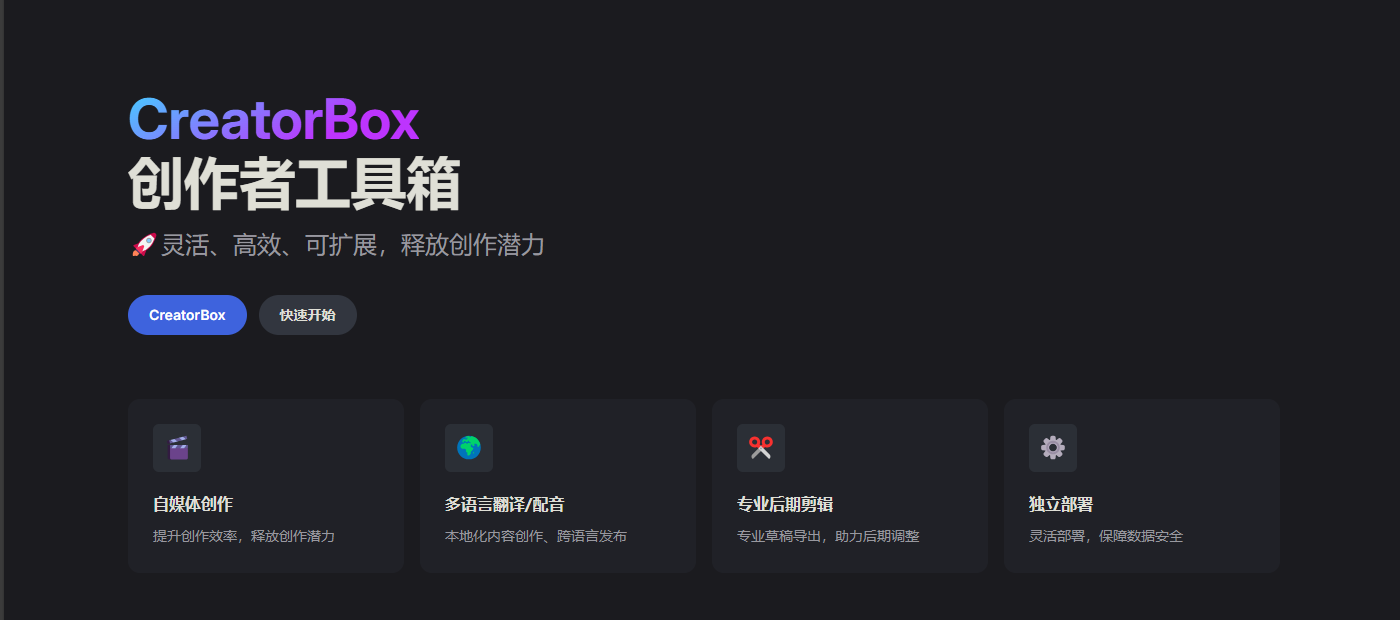 CreatorBox
创作者工具箱
🚀灵活、高效、可扩展，释放创作潜力
CreatorBox
快速开始
自媒体创作
提升创作效率，释放创作潜力
多语言翻译/配音
本地化内容创作、跨语言发布
专业后期剪辑
专业草稿导出，助力后期调整
独立部署
灵活部署，保障数据安全